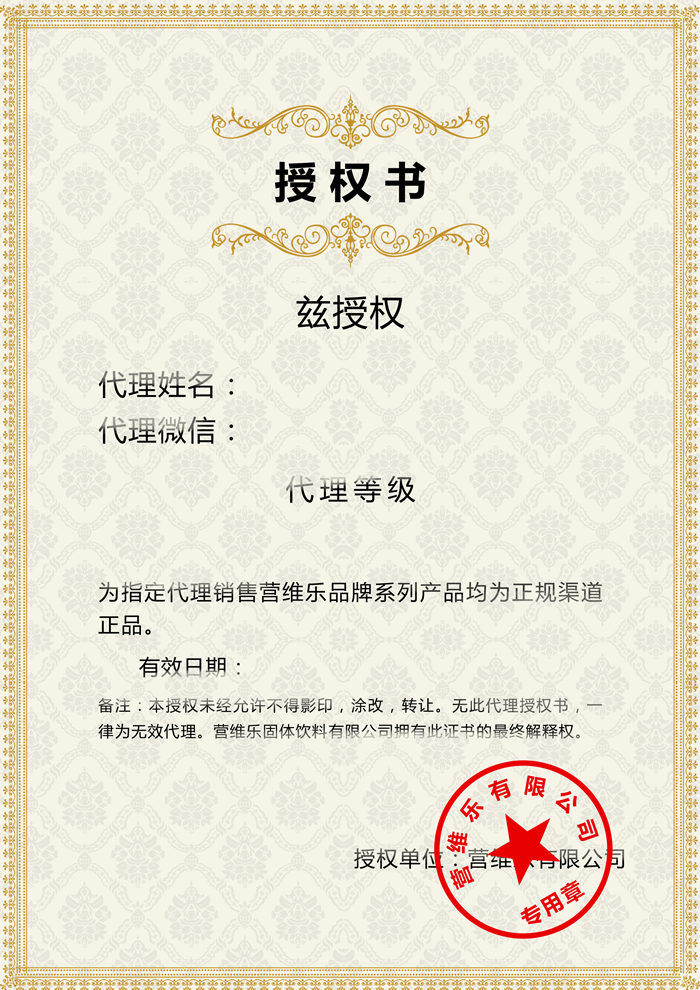 授权书
兹授权
代理姓名：
代理微信：
代理等级
为指定代理销售营维乐品牌系列产品均为正规渠道
正品。
有效日期：
备注：本授权未经允许不得影印，涂改，转让。无此代理授权书，一
律为无效代理。营维乐固体饮料有限公司拥有此证书的最终解释权。
授权单位：营维乐有限公司
营维乐有限公司
专用章